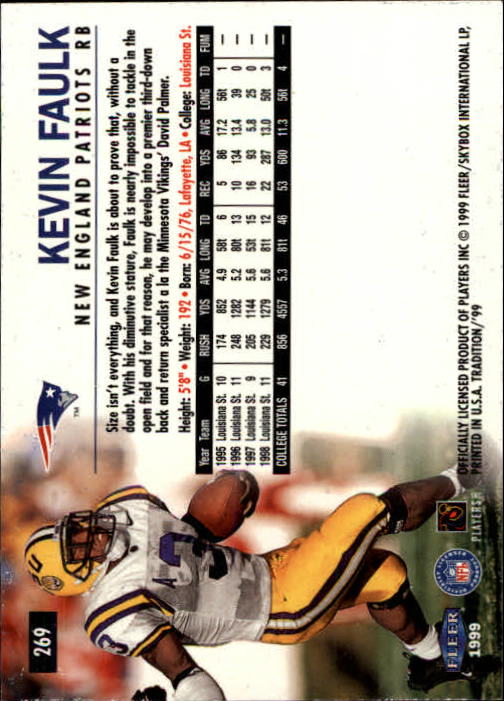 269
KEVIN FAULK
NEW ENGLAND PATRIOTS RB
TM
Size isn't everything, and Kevin Faulk is about to prove that, without a
doubt. With his diminutive stature, Faulk is nearly impossible to tackle in the
open field and for that reason, he may develop into a premier third-down
back and return specialist a la the Minnesota Vikings' David Palmer.
Height: 5'8" • Weight: 192 • Born: 6/15/76, Lafayette, LA • College: Louisiana St.
Year Team G RUSH YDS AVG LONG TD REC YDS AVG LONG TD FUM
1995 Louisiana St. 10 174 852 4.9 58t 6 5 86 17.2 56t 1 —
1996 Louisiana St. 11 248 1282 5.2 80t 13 10 134 13.4 39 0 —
1997 Louisiana St. 9 205 1144 5.6 53t 15 16 93 5.8 25 0 —
1998 Louisiana St. 11 229 1279 5.6 81t 12 22 287 13.0 50t 3 —
COLLEGE TOTALS 41 856 4557 5.3 81t 46 53 600 11.3 56t 4 —
3
3
FLEER
1999
NFL
PLAYERS
OFFICIALLY LICENSED PRODUCT OF PLAYERS INC © 1999 FLEER/SKYBOX INTERNATIONAL LP,
PRINTED IN U.S.A. TRADITION/'99